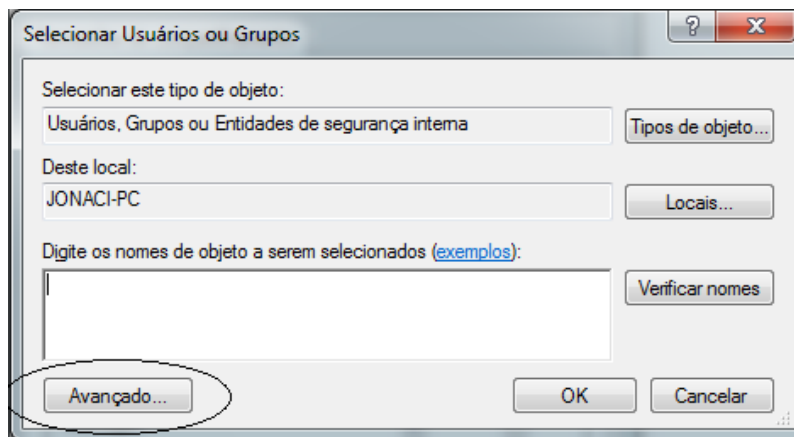 Selecionar Usuários ou Grupos
Selecionar este tipo de objeto:
Usuários, Grupos ou Entidades de segurança interna
Tipos de objeto...
Deste local:
JONACI-PC
Locais...
Digite os nomes de objeto a serem selecionados (exemplos):
Verificar nomes
Avançado...
OK
Cancelar